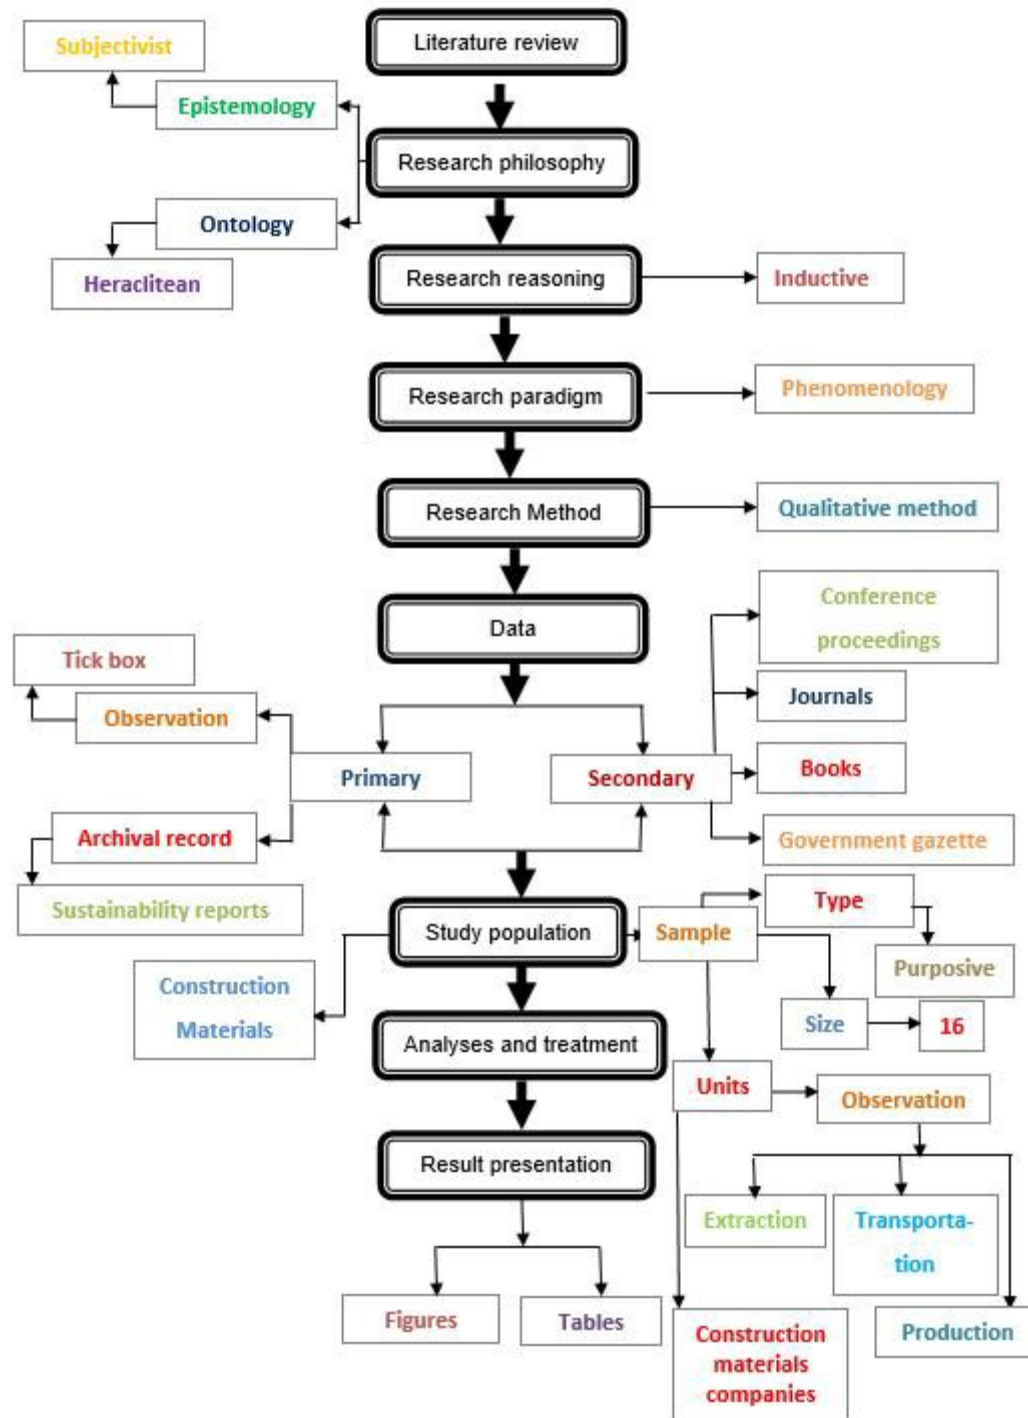 Literature review
Subjectivist
Epistemology
Research philosophy
Ontology
Heraclitean
Research reasoning
Inductive
Research paradigm
Phenomenology
Research Method
Qualitative method
Data
Conference
proceedings
Tick box
Journals
Observation
Primary
Secondary
Books
Archival record
Government gazette
Sustainability reports
Study population
Sample
Type
Purposive
Construction
Materials
Size
16
Analyses and treatment
Units
Observation
Result presentation
Extraction
Transporta-
tion
Figures
Tables
Production
Construction
materials
companies